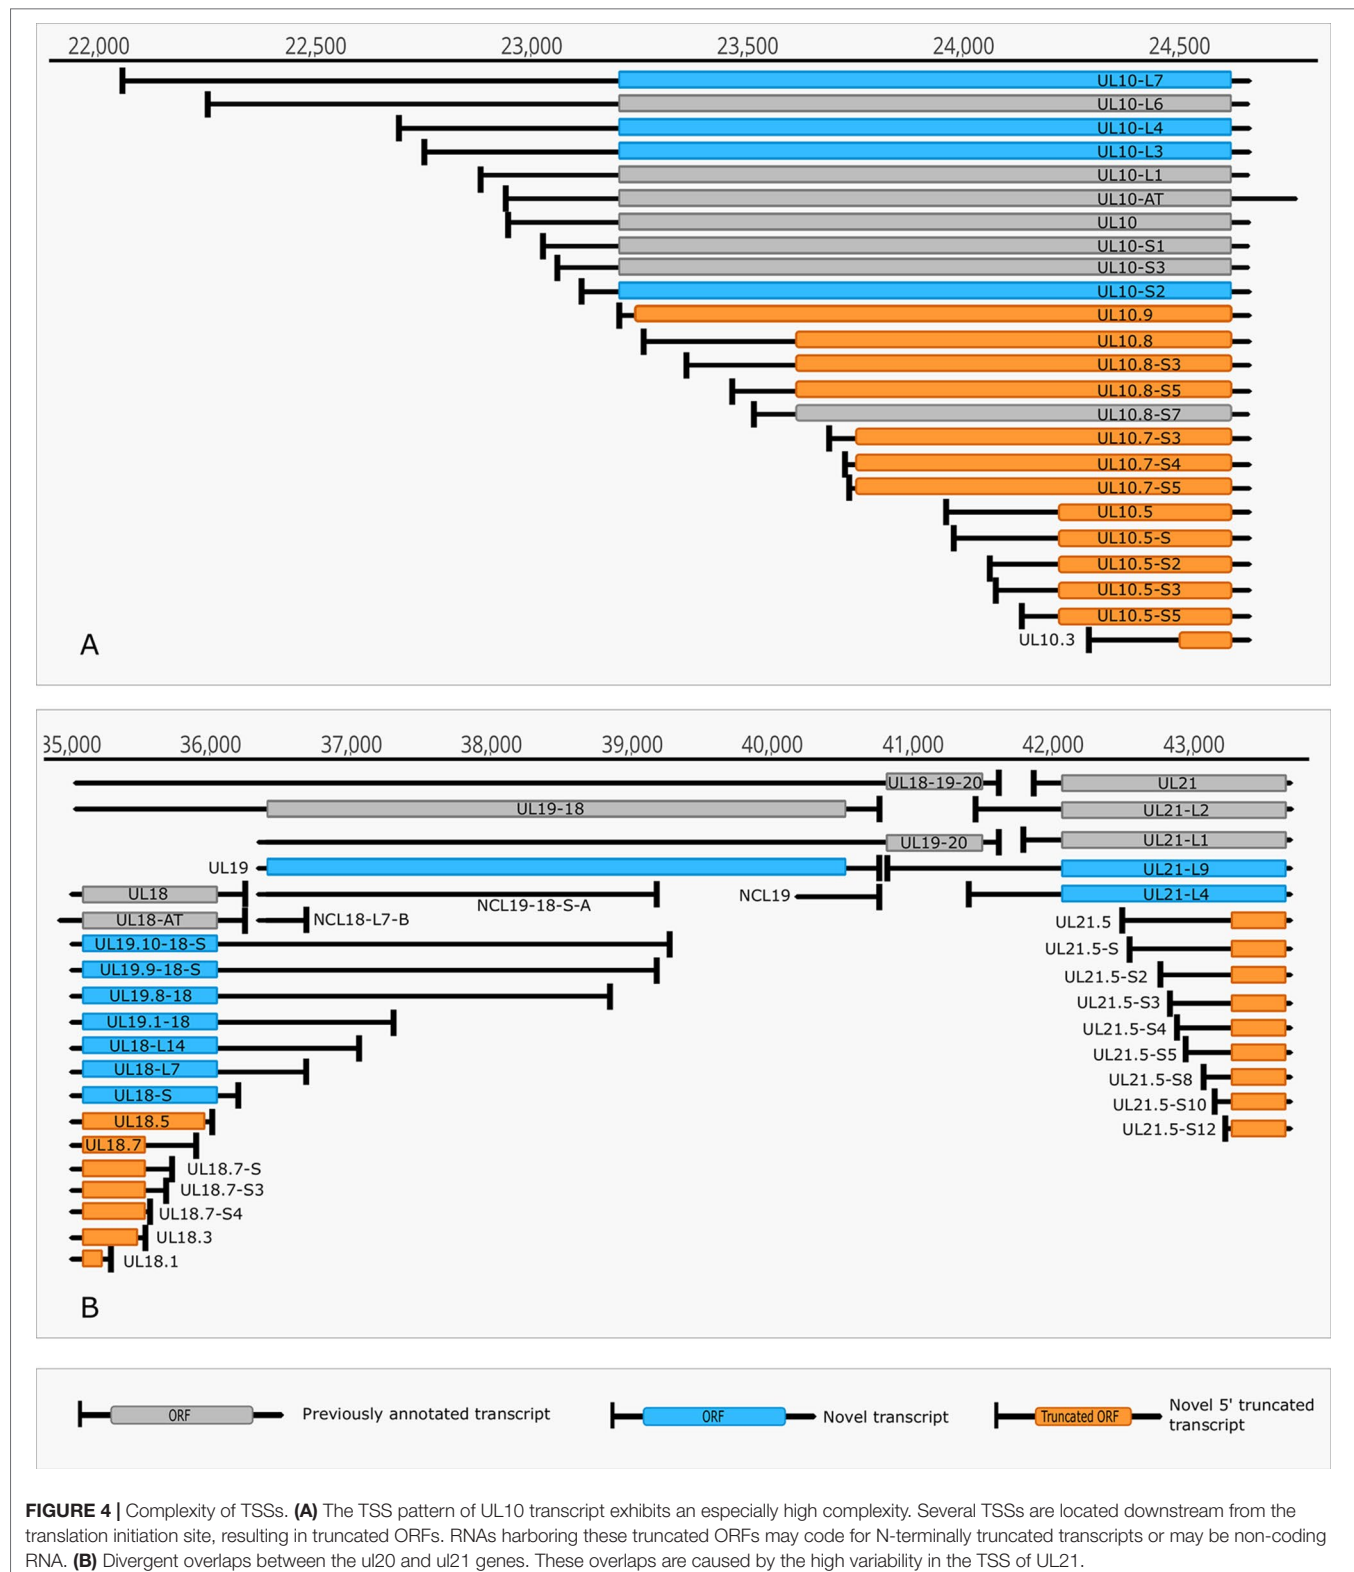 22,000 22,500 23,000 23,500 24,000 24,500
UL10-L7
UL10-L6
UL10-L4
UL10-L3
UL10-L1
UL10-AT
UL10
UL10-S1
UL10-S3
UL10-S2
UL10.9
UL10.8
UL10.8-S3
UL10.8-S5
UL10.8-S7
UL10.7-S3
UL10.7-S4
UL10.7-S5
UL10.5
UL10.5-S
UL10.5-S2
UL10.5-S3
UL10.5-S5
UL10.3
A
35,000 36,000 37,000 38,000 39,000 40,000 41,000 42,000 43,000
UL18-19-20 UL21
UL19-18 UL21-L2
UL19-20 UL21-L1
UL19 UL21-L9
UL18 NCL19-18-S-A NCL19 UL21-L4
UL18-AT NCL18-L7-B UL21.5
UL19.10-18-S UL21.5-S
UL19.9-18-S UL21.5-S2
UL19.8-18 UL21.5-S3
UL19.1-18 UL21.5-S4
UL18-L14 UL21.5-S5
UL18-L7 UL21.5-S8
UL18-S UL21.5-S10
UL18.5 UL21.5-S12
UL18.7
UL18.7-S
UL18.7-S3
UL18.7-S4
UL18.3
UL18.1
B
ORF Previously annotated transcript
ORF Novel transcript
Truncated ORF Novel 5' truncated
transcript
FIGURE 4 | Complexity of TSSs. (A) The TSS pattern of UL10 transcript exhibits an especially high complexity. Several TSSs are located downstream from the
translation initiation site, resulting in truncated ORFs. RNAs harboring these truncated ORFs may code for N-terminally truncated transcripts or may be non-coding
RNA. (B) Divergent overlaps between the ul20 and ul21 genes. These overlaps are caused by the high variability in the TSS of UL21.